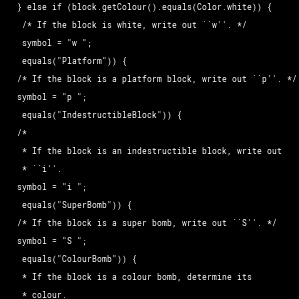 } else if (block.getColour().equals(Color.white)) {
/* If the block is white, write out ``w''. */
symbol = "w ";
equals("Platform")) {
/* If the block is a platform block, write out ``p''. */
symbol = "p ";
equals("IndestructibleBlock")) {
/*
* If the block is an indestructible block, write out
* ``i''.
symbol = "i ";
equals("SuperBomb")) {
/* If the block is a super bomb, write out ``S''. */
symbol = "S ";
equals("ColourBomb")) {
* If the block is a colour bomb, determine its
* colour.